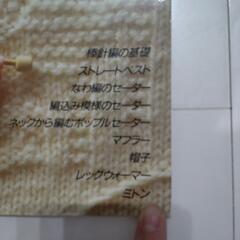 棒針編の基礎
ストレートベスト
なわ編のセーター
編込み模様のセーター
ネックから編むポップルセーター
マフラー
帽子
レッグウォーマー
ミトン